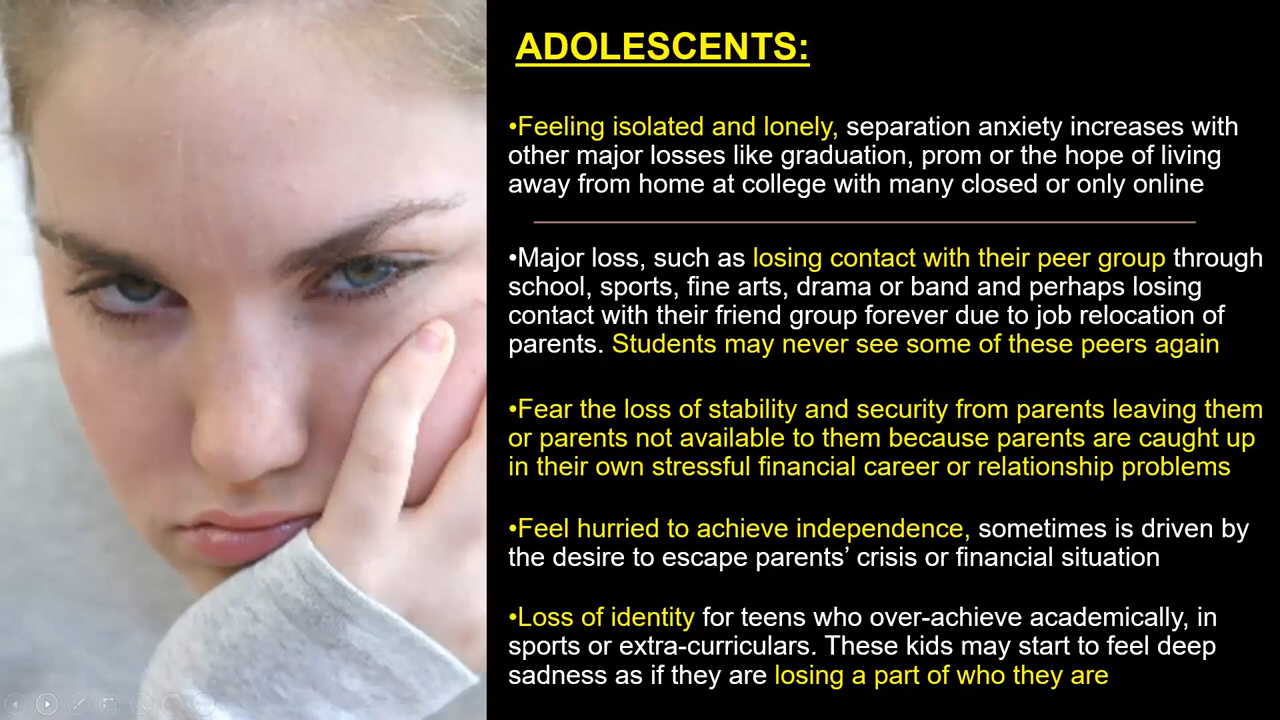 ADOLESCENTS:
•Feeling isolated and lonely, separation anxiety increases with
other major losses like graduation, prom or the hope of living
away from home at college with many closed or only online
•Major loss, such as losing contact with their peer group through
school, sports, fine arts, drama or band and perhaps losing
contact with their friend group forever due to job relocation of
parents. Students may never see some of these peers again
•Fear the loss of stability and security from parents leaving them
or parents not available to them because parents are caught up
in their own stressful financial career or relationship problems
•Feel hurried to achieve independence, sometimes is driven by
the desire to escape parents’ crisis or financial situation
•Loss of identity for teens who over-achieve academically, in
sports or extra-curriculars. These kids may start to feel deep
sadness as if they are losing a part of who they are